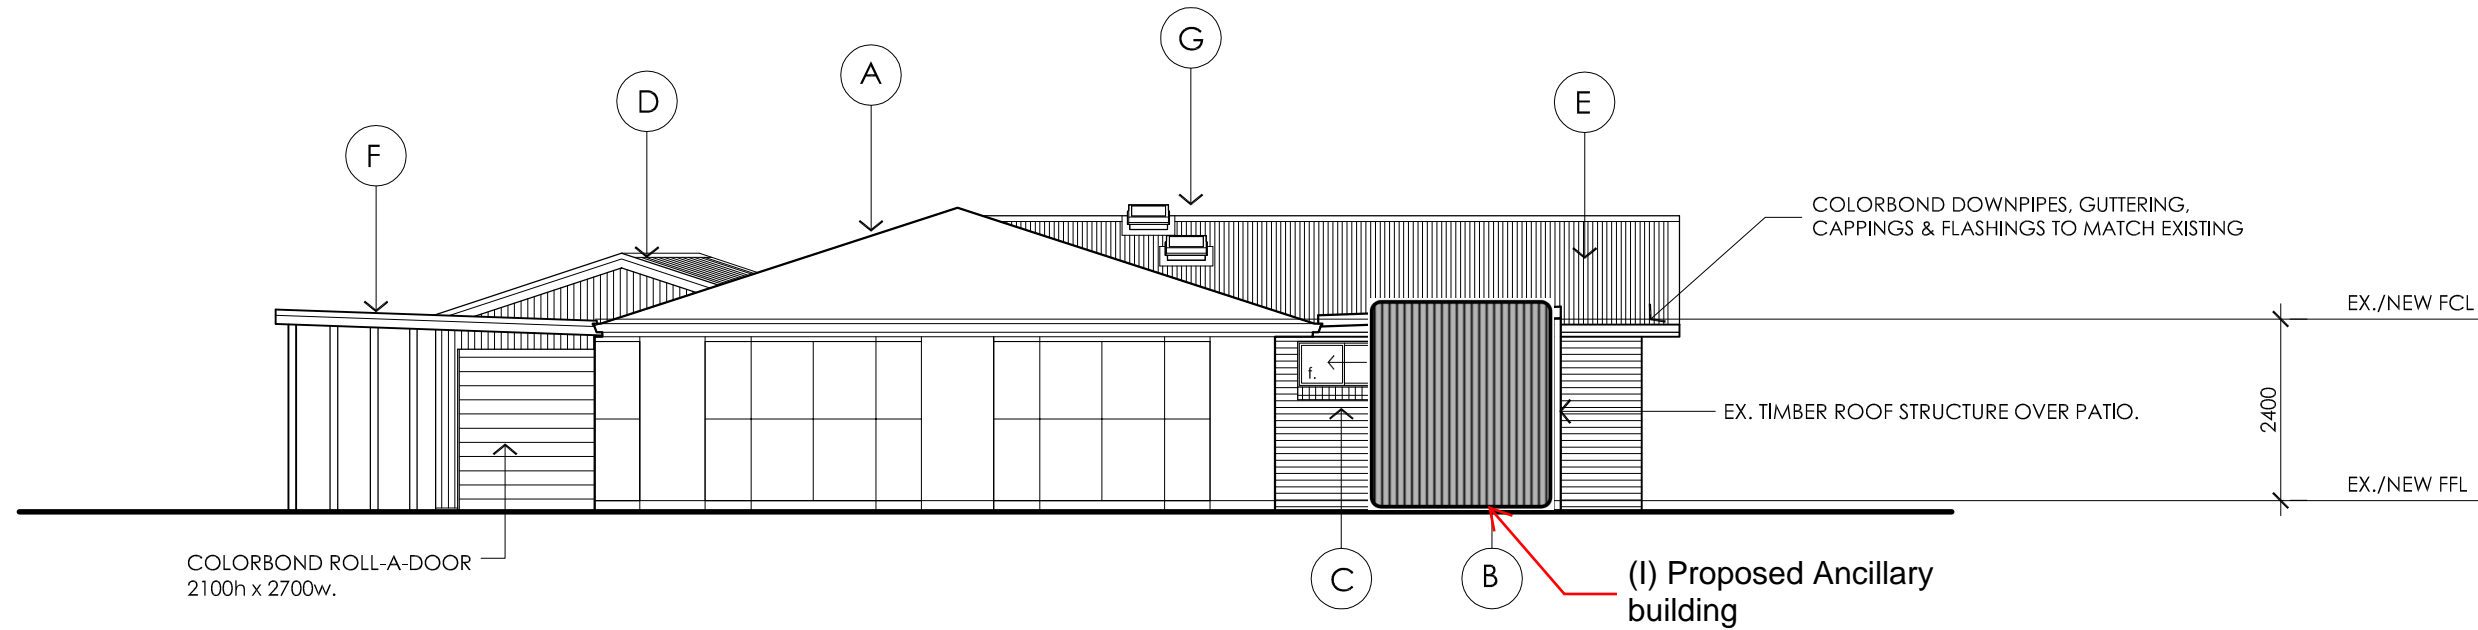 G
A
D
E
F
COLORBOND DOWNPIPES, GUTTERING,
CAPPINGS & FLASHINGS TO MATCH EXISTING
EX./NEW FCL
f.
2400
EX. TIMBER ROOF STRUCTURE OVER PATIO.
EX./NEW FFL
COLORBOND ROLL-A-DOOR
2100h x 2700w.
C
B
(I) Proposed Ancillary
building